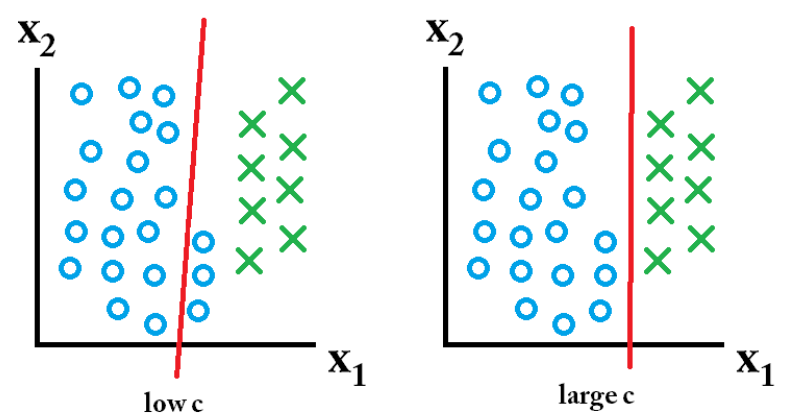 x₂
x₁
low c
x₂
x₁
large c